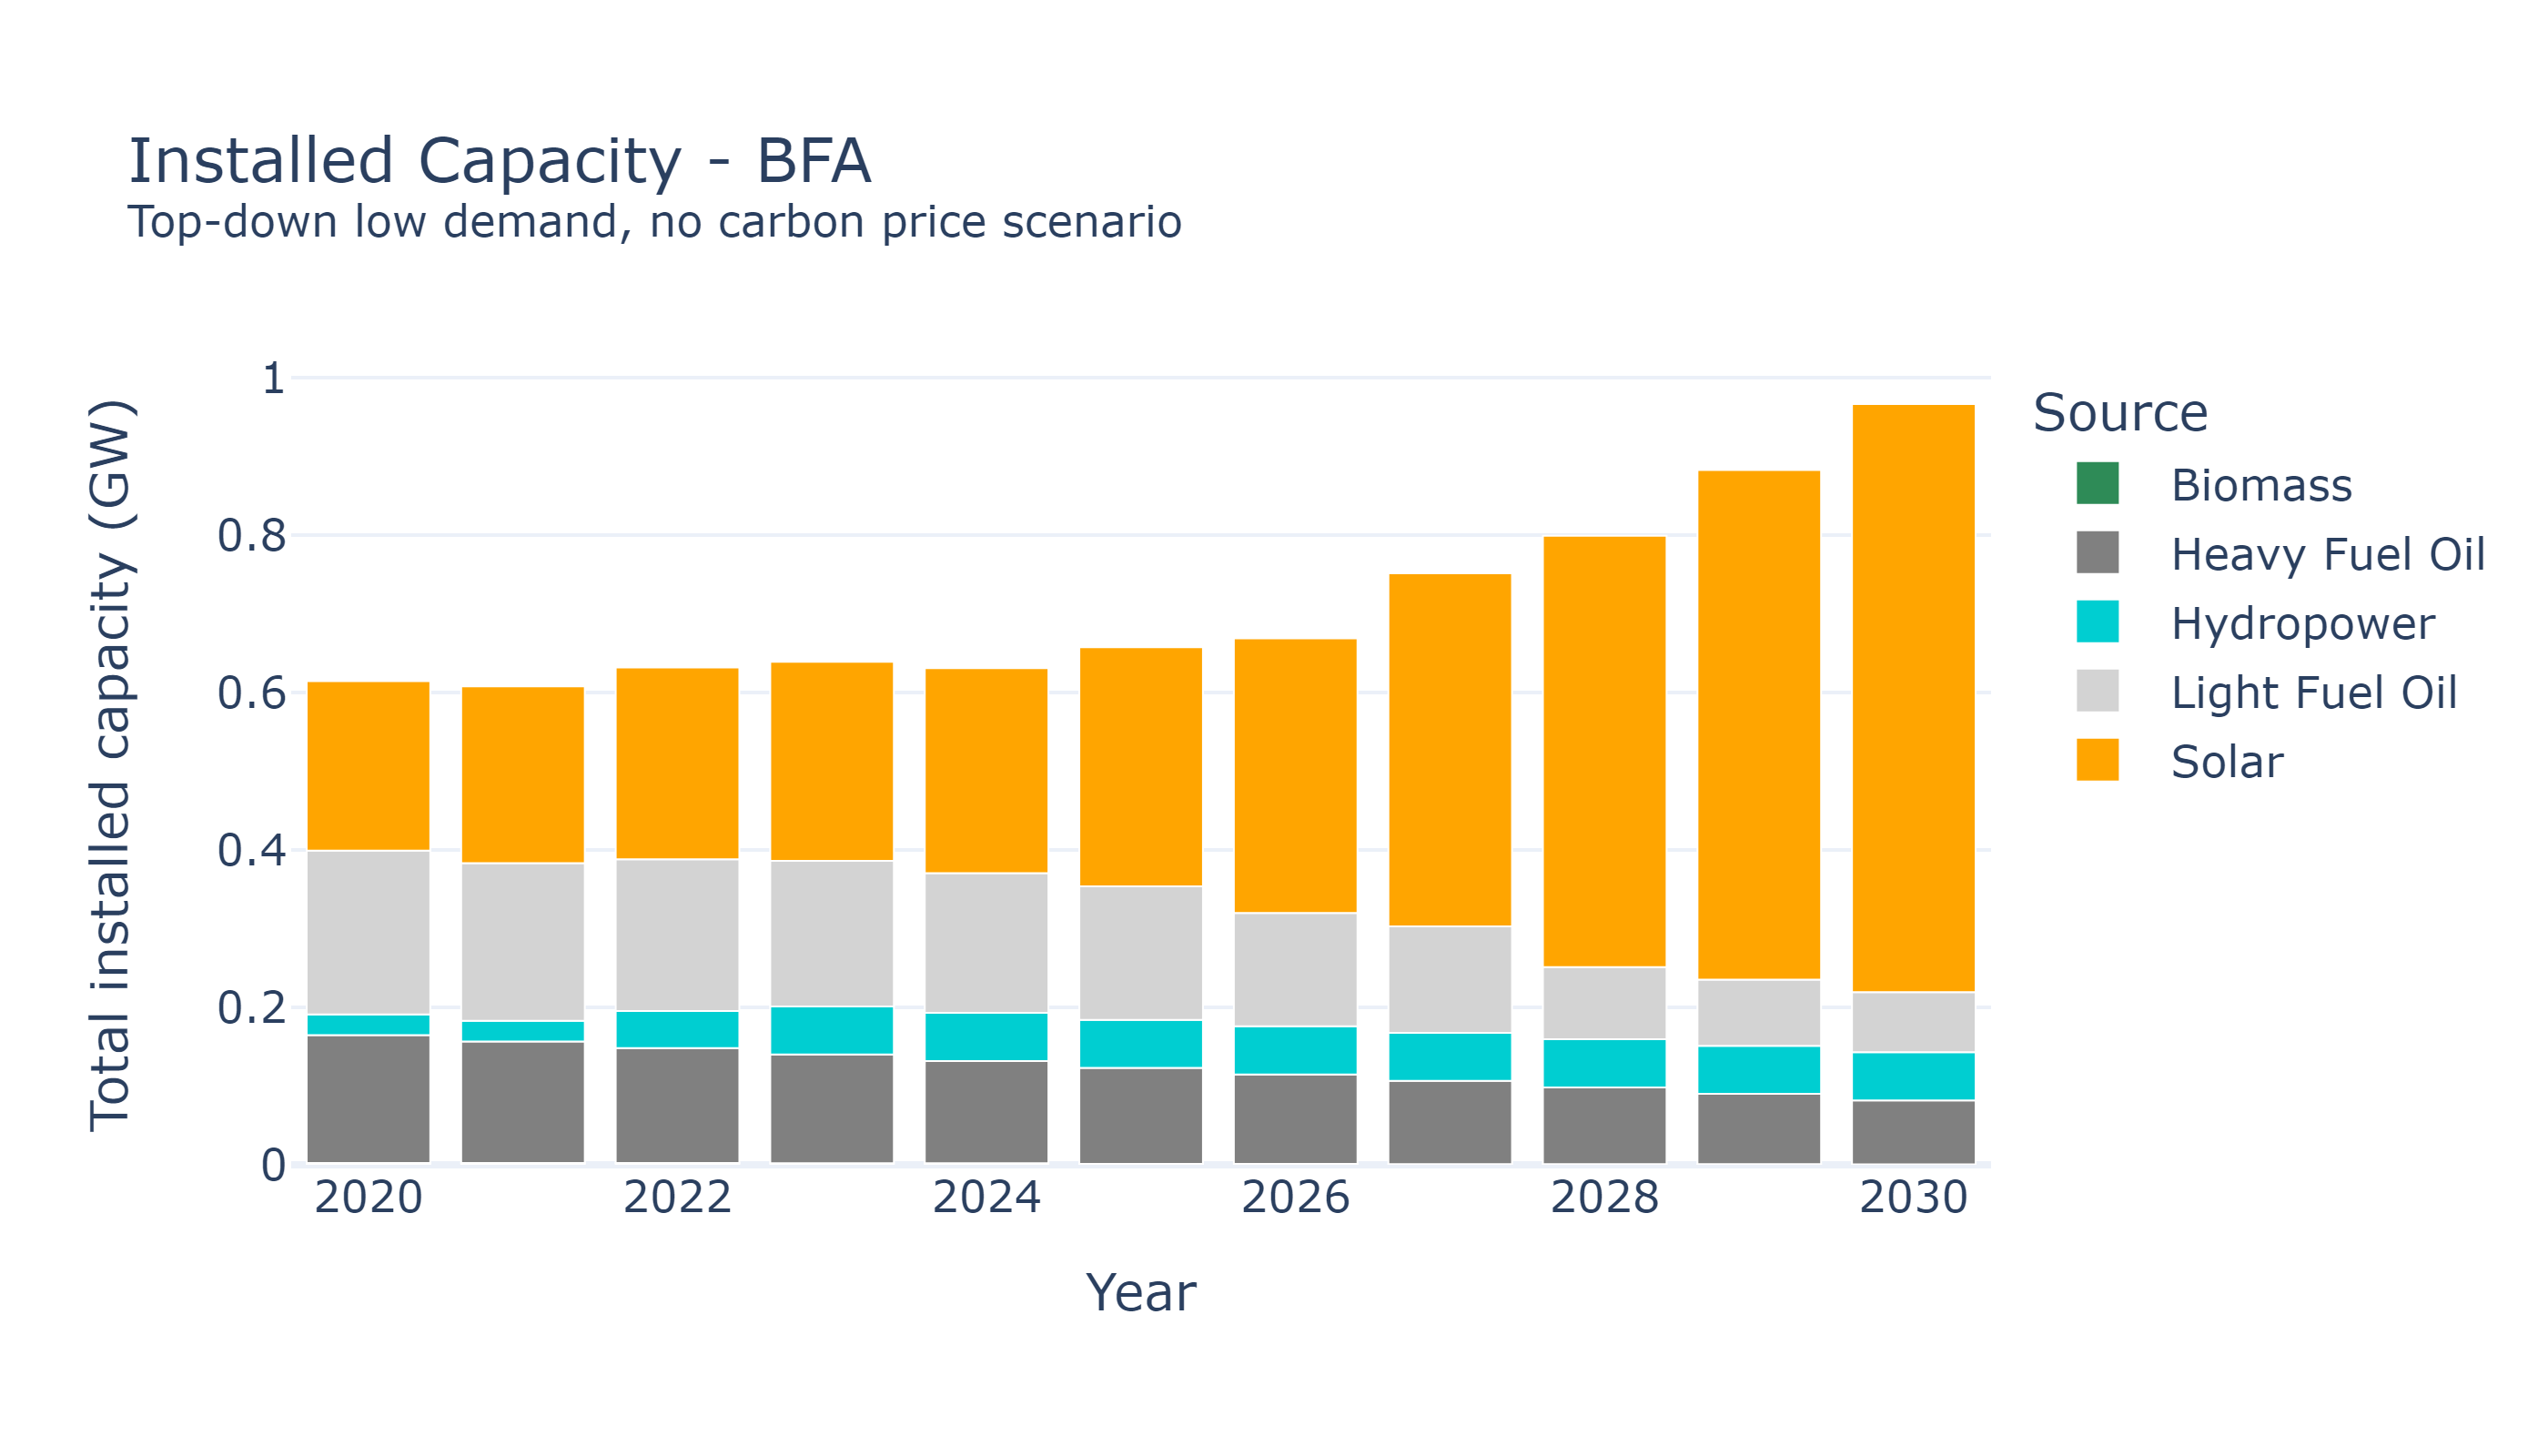 Installed Capacity - BFA
Top-down low demand, no carbon price scenario
Total installed capacity (GW)
1
0.8
0.6
0.4
0.2
0
2020
2022
2024
2026
2028
2030
Year
Source
Biomass
Heavy Fuel Oil
Hydropower
Light Fuel Oil
Solar